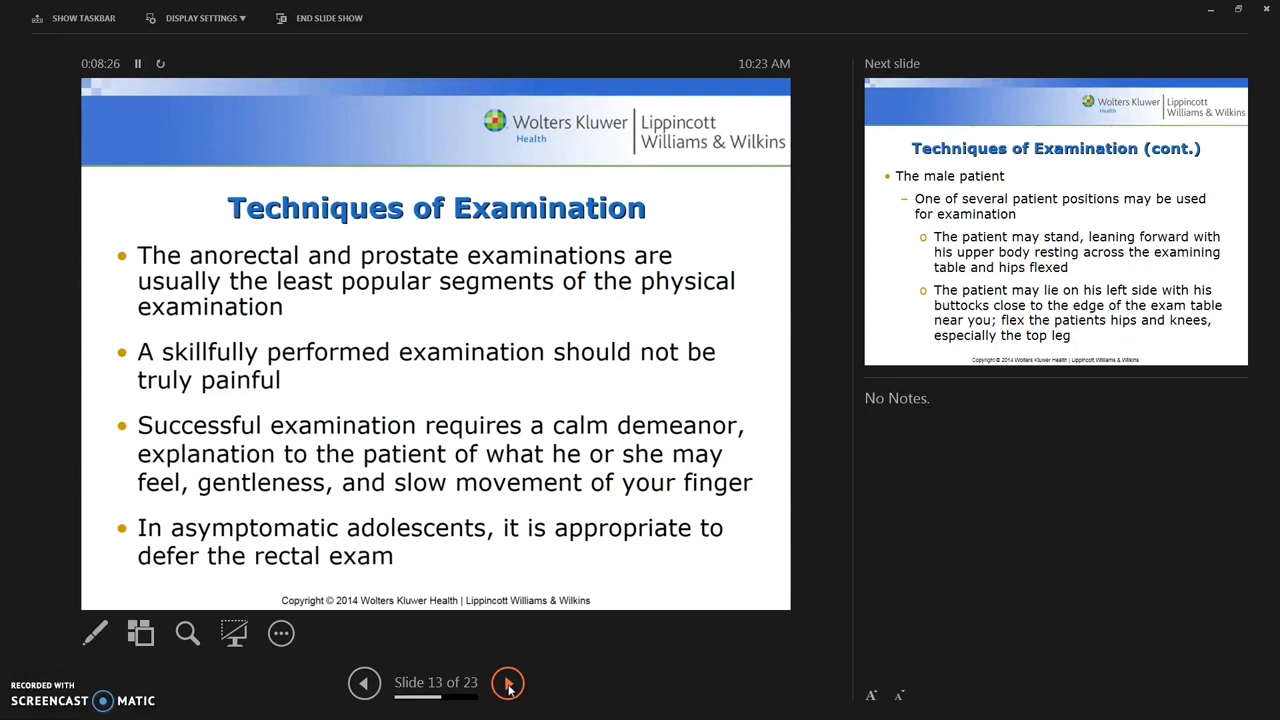 SHOW TASKBAR
DISPLAY SETTINGS ▼
END SLIDE SHOW
0:08:26
10:23 AM
Wolters Kluwer
Health
Lippincott
Williams & Wilkins
Techniques of Examination
• The anorectal and prostate examinations are
usually the least popular segments of the physical
examination
• A skillfully performed examination should not be
truly painful
• Successful examination requires a calm demeanor,
explanation to the patient of what he or she may
feel, gentleness, and slow movement of your finger
• In asymptomatic adolescents, it is appropriate to
defer the rectal exam
Copyright © 2014 Wolters Kluwer Health | Lippincott Williams & Wilkins
Slide 13 of 23
RECORDED WITH
SCREENCAST MATIC
Next slide
Wolters Kluwer
Health
Lippincott
Williams & Wilkins
Techniques of Examination (cont.)
• The male patient
– One of several patient positions may be used
for examination
o The patient may stand, leaning forward with
his upper body resting across the examining
table and hips flexed
o The patient may lie on his left side with his
buttocks close to the edge of the exam table
near you; flex the patients hips and knees,
especially the top leg
Copyright © 2014 Wolters Kluwer Health | Lippincott Williams & Wilkins
No Notes.
A A